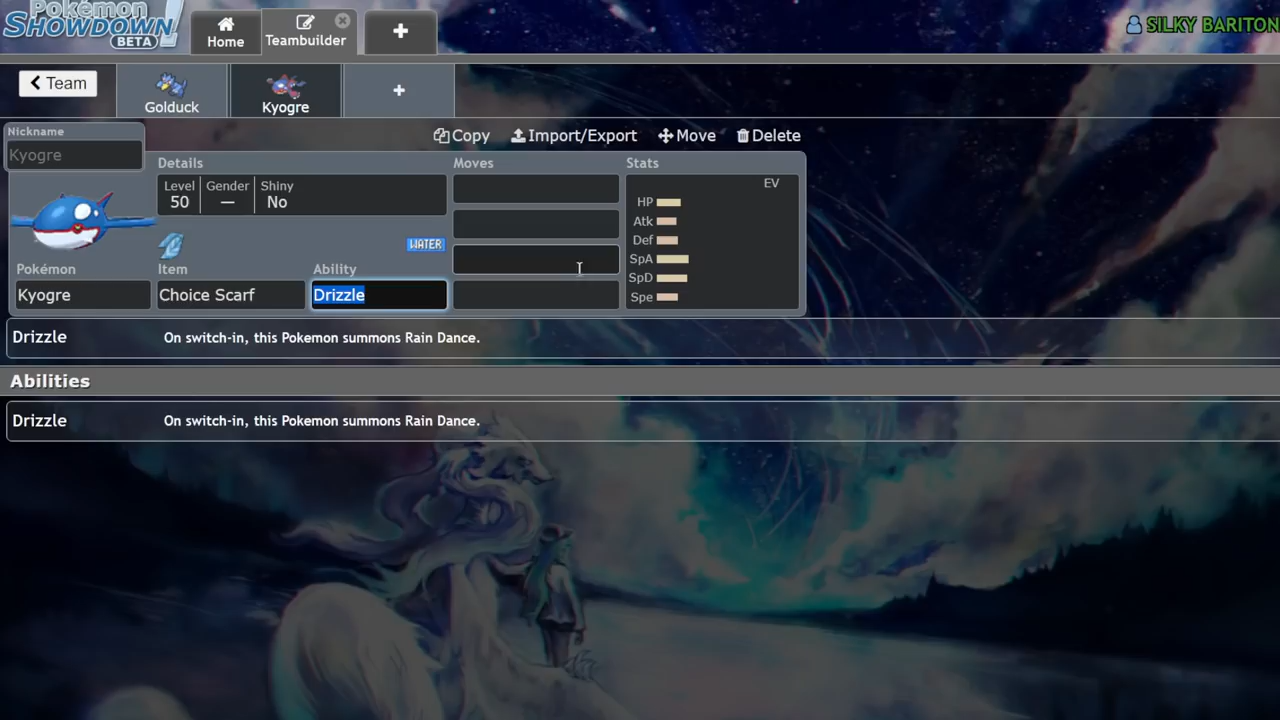 Pokémon
SHOWDOWN!
BETA
Home
Teambuilder
SILKY BARITON
Team
Golduck
Kyogre
Nickname
Kyogre
Copy
Import/Export
Move
Delete
Details
Moves
Stats
Level
Gender
Shiny
50
—
No
EV
HP
Atk
Def
SpA
SpD
Spe
WATER
Pokémon
Item
Ability
Kyogre
Choice Scarf
Drizzle
Drizzle On switch-in, this Pokemon summons Rain Dance.
Abilities
Drizzle On switch-in, this Pokemon summons Rain Dance.